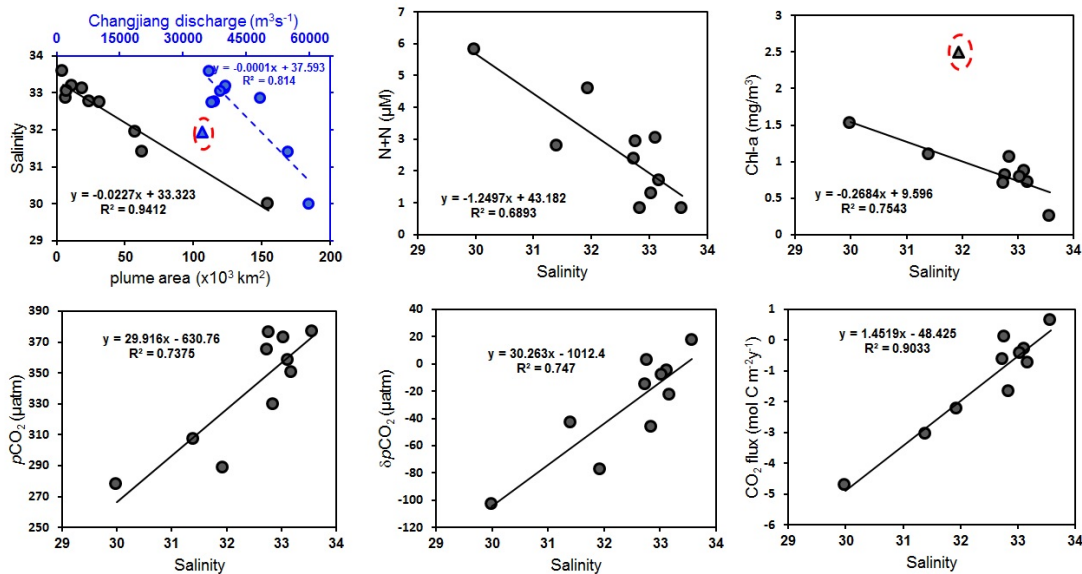 Changjiang discharge (m³s⁻¹)
0 20000 40000 60000 80000
34
33
32
31
30
29
Salinity
y = -0.0001x + 37.593
R² = 0.814
y = -0.0227x + 33.323
R² = 0.9412
0 50 100 150 200
plume area (x10³ km²)
7
6
5
4
3
2
1
0
N+N (µM)
y = -1.2497x + 43.182
R² = 0.6893
29 30 31 32 33 34
Salinity
3.0
2.5
2.0
1.5
1.0
0.5
0.0
Chl-a (mg/m³)
y = -0.2684x + 9.596
R² = 0.7543
29 30 31 32 33 34
Salinity
390
370
350
330
310
290
270
250
pCO₂ (µatm)
y = 29.916x - 630.76
R² = 0.7375
29 30 31 32 33 34
Salinity
40
20
0
-20
-40
-60
-80
-100
-120
δpCO₂ (µatm)
y = 30.263x - 1012.4
R² = 0.747
29 30 31 32 33 34
Salinity
2
1
0
-1
-2
-3
-4
-5
-6
CO₂ flux (mol C m⁻²y⁻¹)
y = 1.4519x - 48.425
R² = 0.9033
29 30 31 32 33 34
Salinity